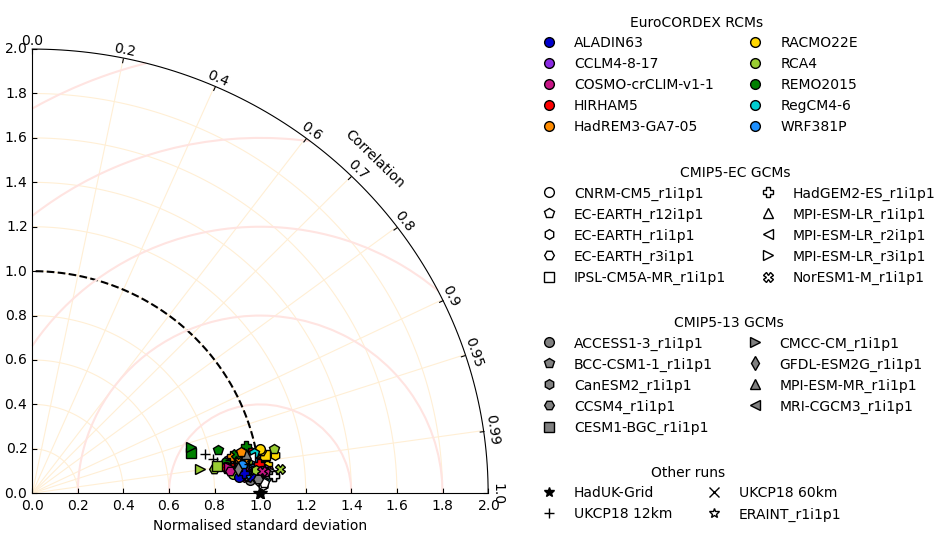 0.0
0.2
0.4
0.6
0.7
0.8
0.9
0.95
0.99
1.0
Correlation
2.0
1.8
1.6
1.4
1.2
1.0
0.8
0.6
0.4
0.2
0.0
0.0 0.2 0.4 0.6 0.8 1.0 1.2 1.4 1.6 1.8 2.0
Normalised standard deviation
EuroCORDEX RCMs
ALADIN63 RACMO22E
CCLM4-8-17 RCA4
COSMO-crCLIM-v1-1 REMO2015
HIRHAM5 RegCM4-6
HadREM3-GA7-05 WRF381P
CMIP5-EC GCMs
CNRM-CM5_r1i1p1 HadGEM2-ES_r1i1p1
EC-EARTH_r12i1p1 MPI-ESM-LR_r1i1p1
EC-EARTH_r1i1p1 MPI-ESM-LR_r2i1p1
EC-EARTH_r3i1p1 MPI-ESM-LR_r3i1p1
IPSL-CM5A-MR_r1i1p1 NorESM1-M_r1i1p1
CMIP5-13 GCMs
ACCESS1-3_r1i1p1 CMCC-CM_r1i1p1
BCC-CSM1-1_r1i1p1 GFDL-ESM2G_r1i1p1
CanESM2_r1i1p1 MPI-ESM-MR_r1i1p1
CCSM4_r1i1p1 MRI-CGCM3_r1i1p1
CESM1-BGC_r1i1p1
Other runs
HadUK-Grid UKCP18 60km
UKCP18 12km ERAINT_r1i1p1